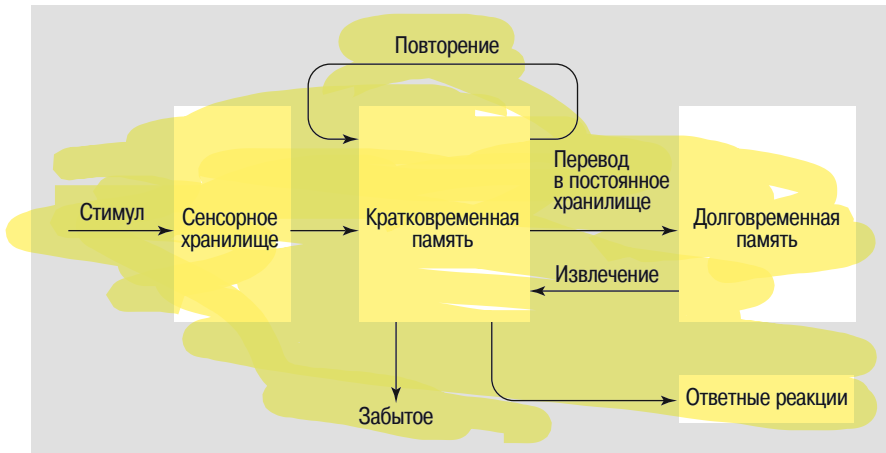 Повторение
Перевод
в постоянное
хранилище
Стимул
Сенсорное
хранилище
Кратковременная
память
Долговременная
память
Извлечение
Забытое
Ответные реакции